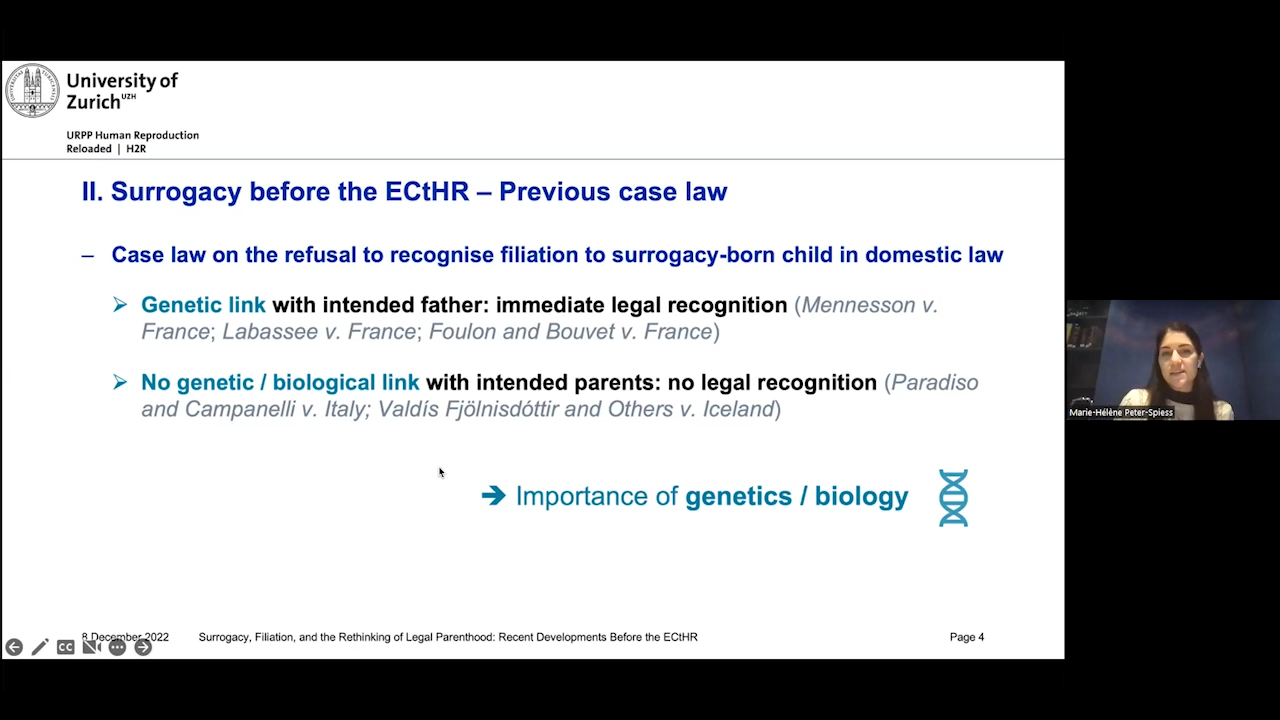 University of
Zurich UZH
URPP Human Reproduction
Reloaded | H2R
II. Surrogacy before the ECtHR – Previous case law
– Case law on the refusal to recognise filiation to surrogacy-born child in domestic law
➢ Genetic link with intended father: immediate legal recognition (Mennesson v.
France; Labassee v. France; Foulon and Bouvet v. France)
➢ No genetic / biological link with intended parents: no legal recognition (Paradiso
and Campanelli v. Italy; Valdís Fjölnisdóttir and Others v. Iceland)
➔ Importance of genetics / biology
Marie-Hélène Peter-Spiess
8 December 2022 Surrogacy, Filiation, and the Rethinking of Legal Parenthood: Recent Developments Before the ECtHR Page 4
CC